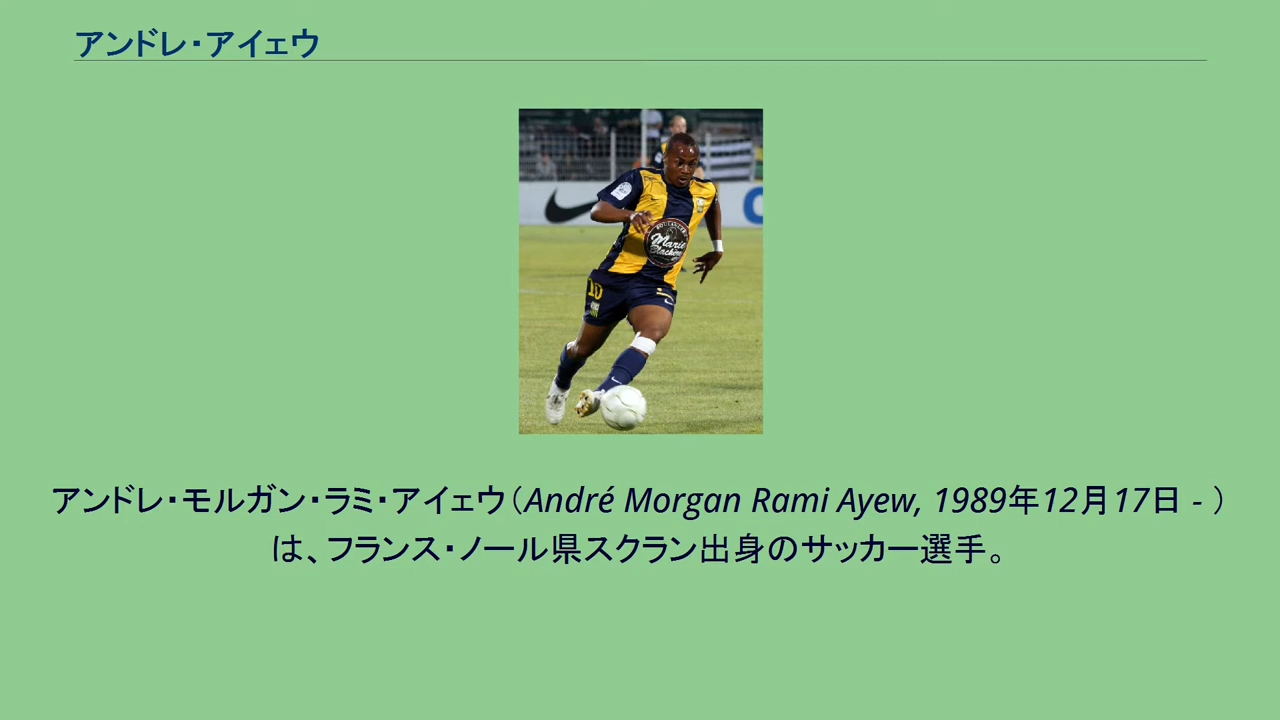 アンドレ・アイェウ
10
Marie
Blachère
アンドレ・モルガン・ラミ・アイェウ（André Morgan Rami Ayew, 1989年12月17日 - ）
は、フランス・ノール県スクラン出身のサッカー選手。